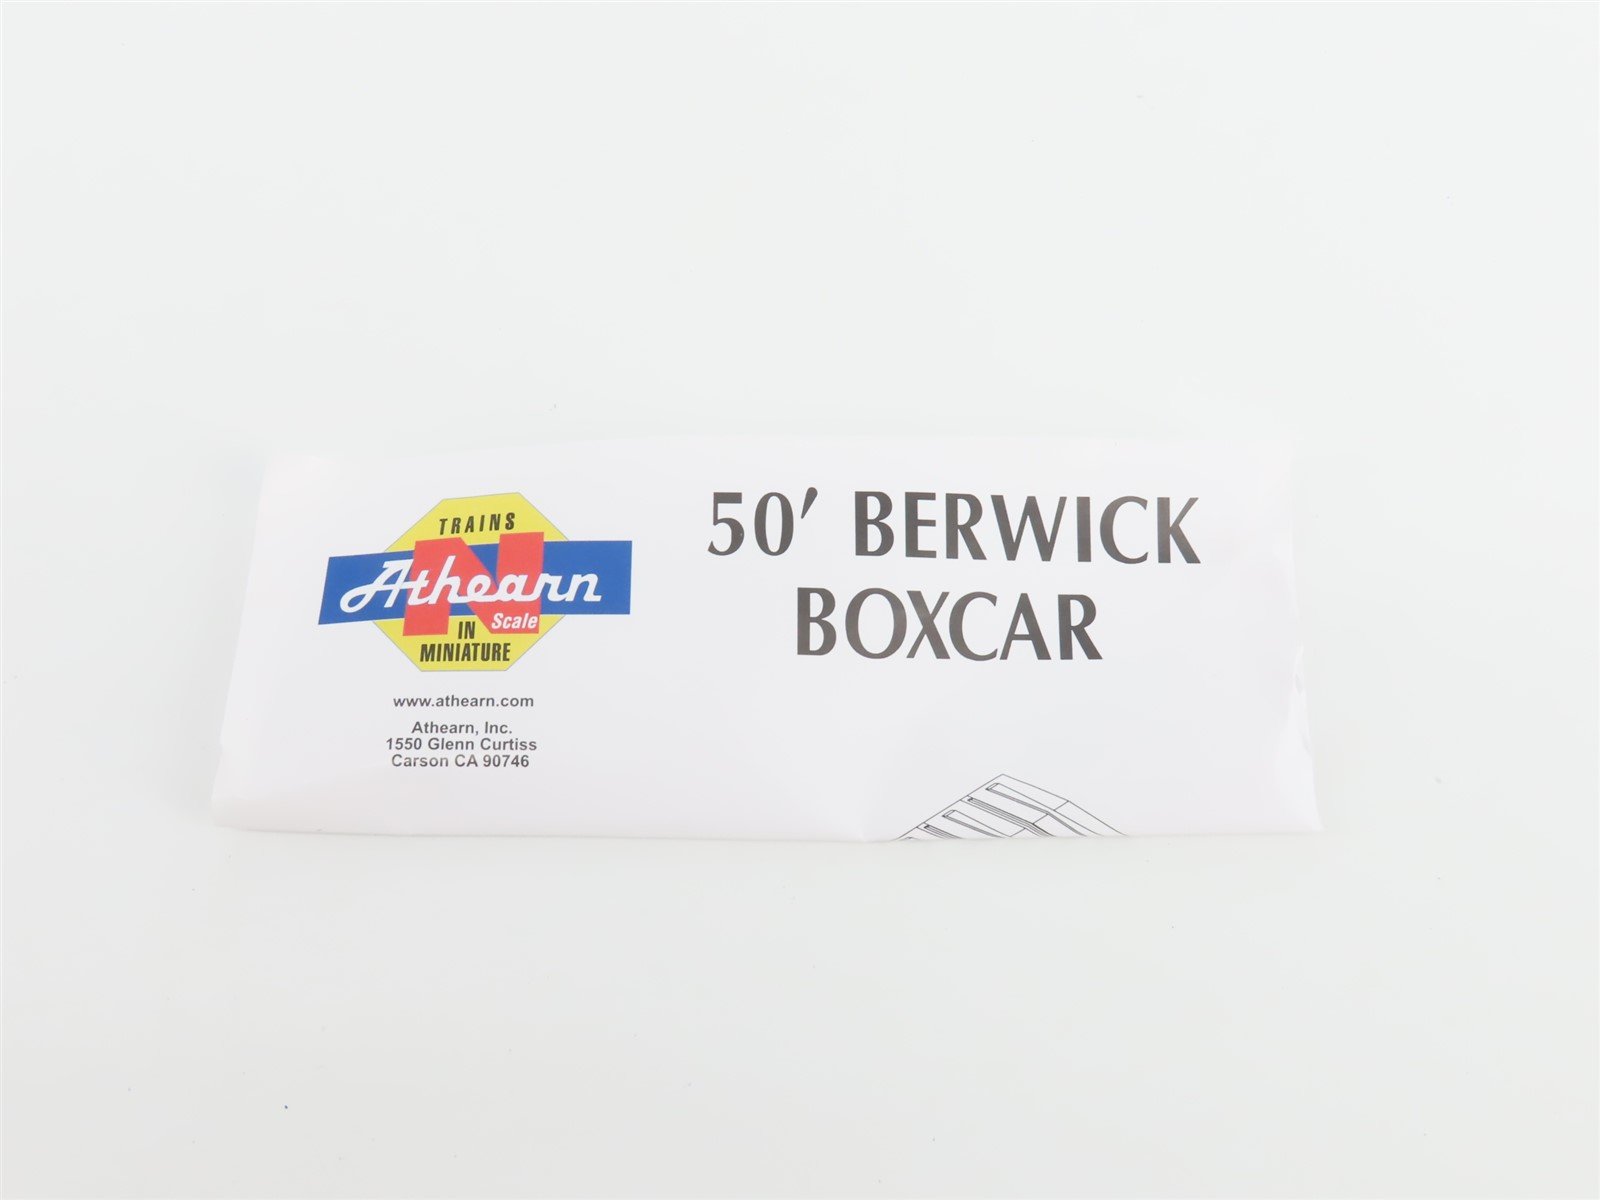 TRAINS
Athearn
N Scale
IN
MINIATURE
www.athearn.com
Athearn, Inc.
1550 Glenn Curtiss
Carson CA 90746
50′ BERWICK
BOXCAR